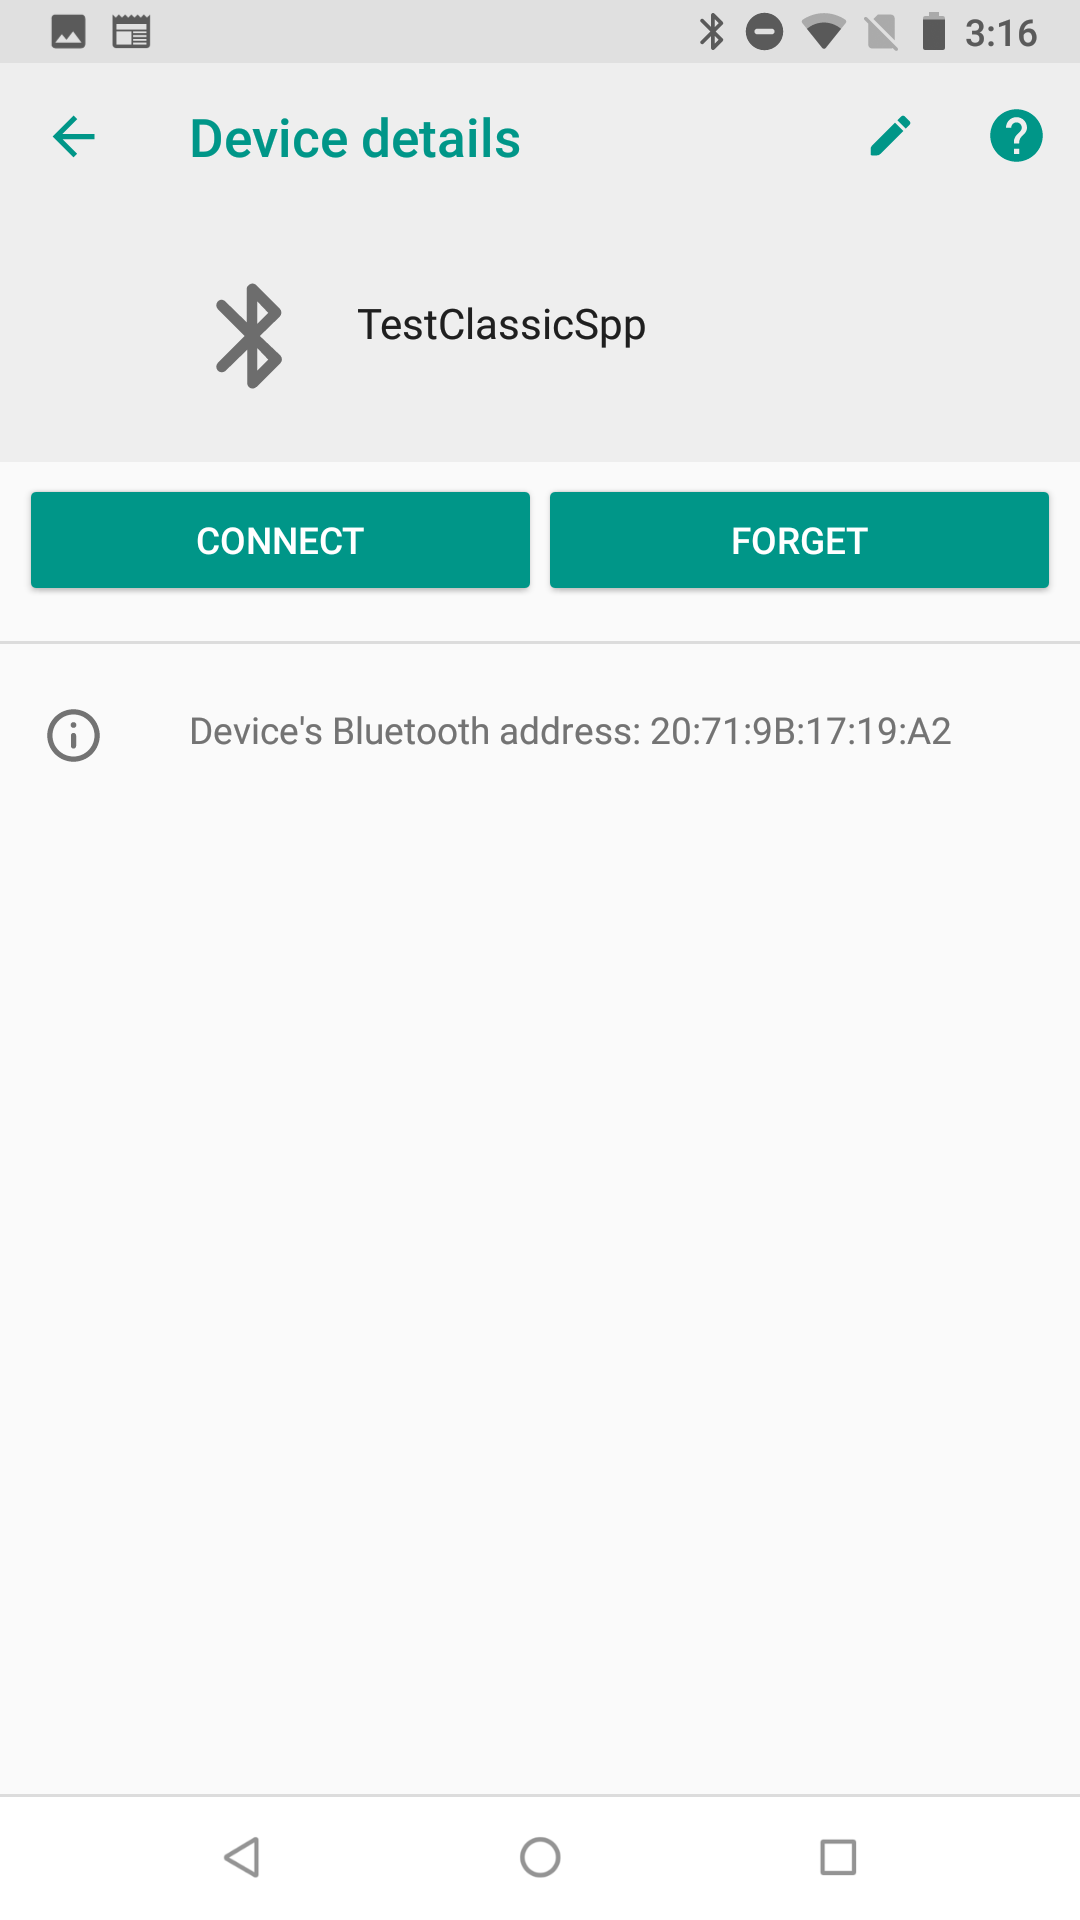 3:16
Device details
TestClassicSpp
CONNECT FORGET
Device's Bluetooth address: 20:71:9B:17:19:A2